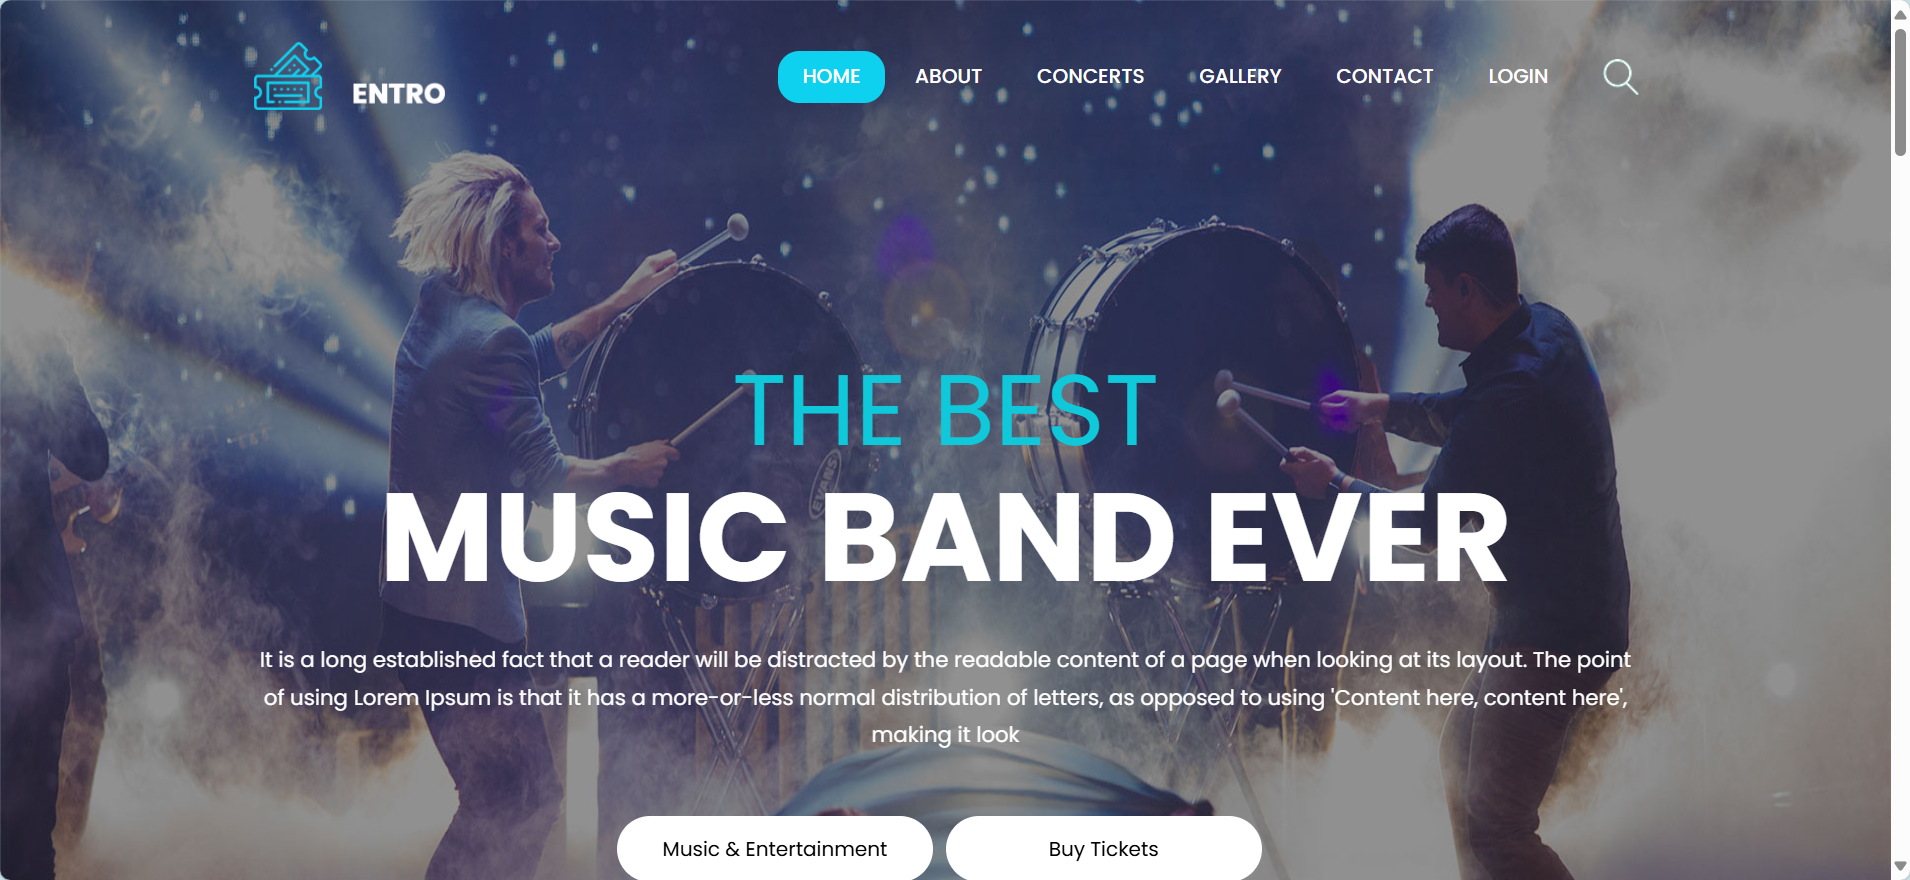 ENTRO
HOME ABOUT CONCERTS GALLERY CONTACT LOGIN
THE BEST
EVANS
MUSIC BAND EVER
It is a long established fact that a reader will be distracted by the readable content of a page when looking at its layout. The point
of using Lorem Ipsum is that it has a more-or-less normal distribution of letters, as opposed to using 'Content here, content here',
making it look
Music & Entertainment
Buy Tickets